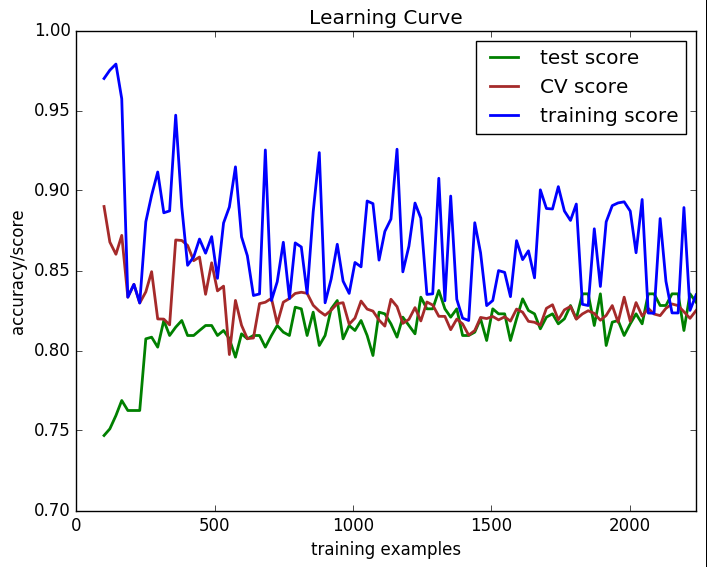 Learning Curve
1.00
0.95
0.90
0.85
0.80
0.75
0.70
accuracy/score
test score
CV score
training score
0
500
1000
1500
2000
training examples